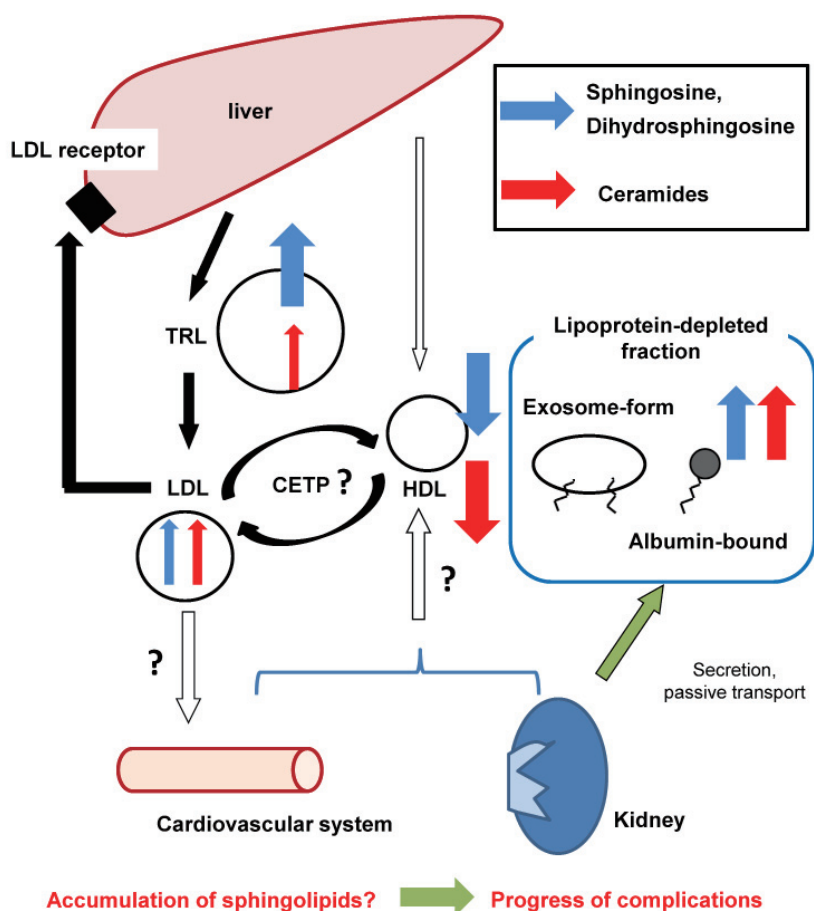 liver
LDL receptor
Sphingosine,
Dihydrosphingosine
Ceramides
TRL
LDL
CETP ?
HDL
Lipoprotein-depleted
fraction
Exosome-form
Albumin-bound
?
?
Secretion,
passive transport
Cardiovascular system
Kidney
Accumulation of sphingolipids? Progress of complications